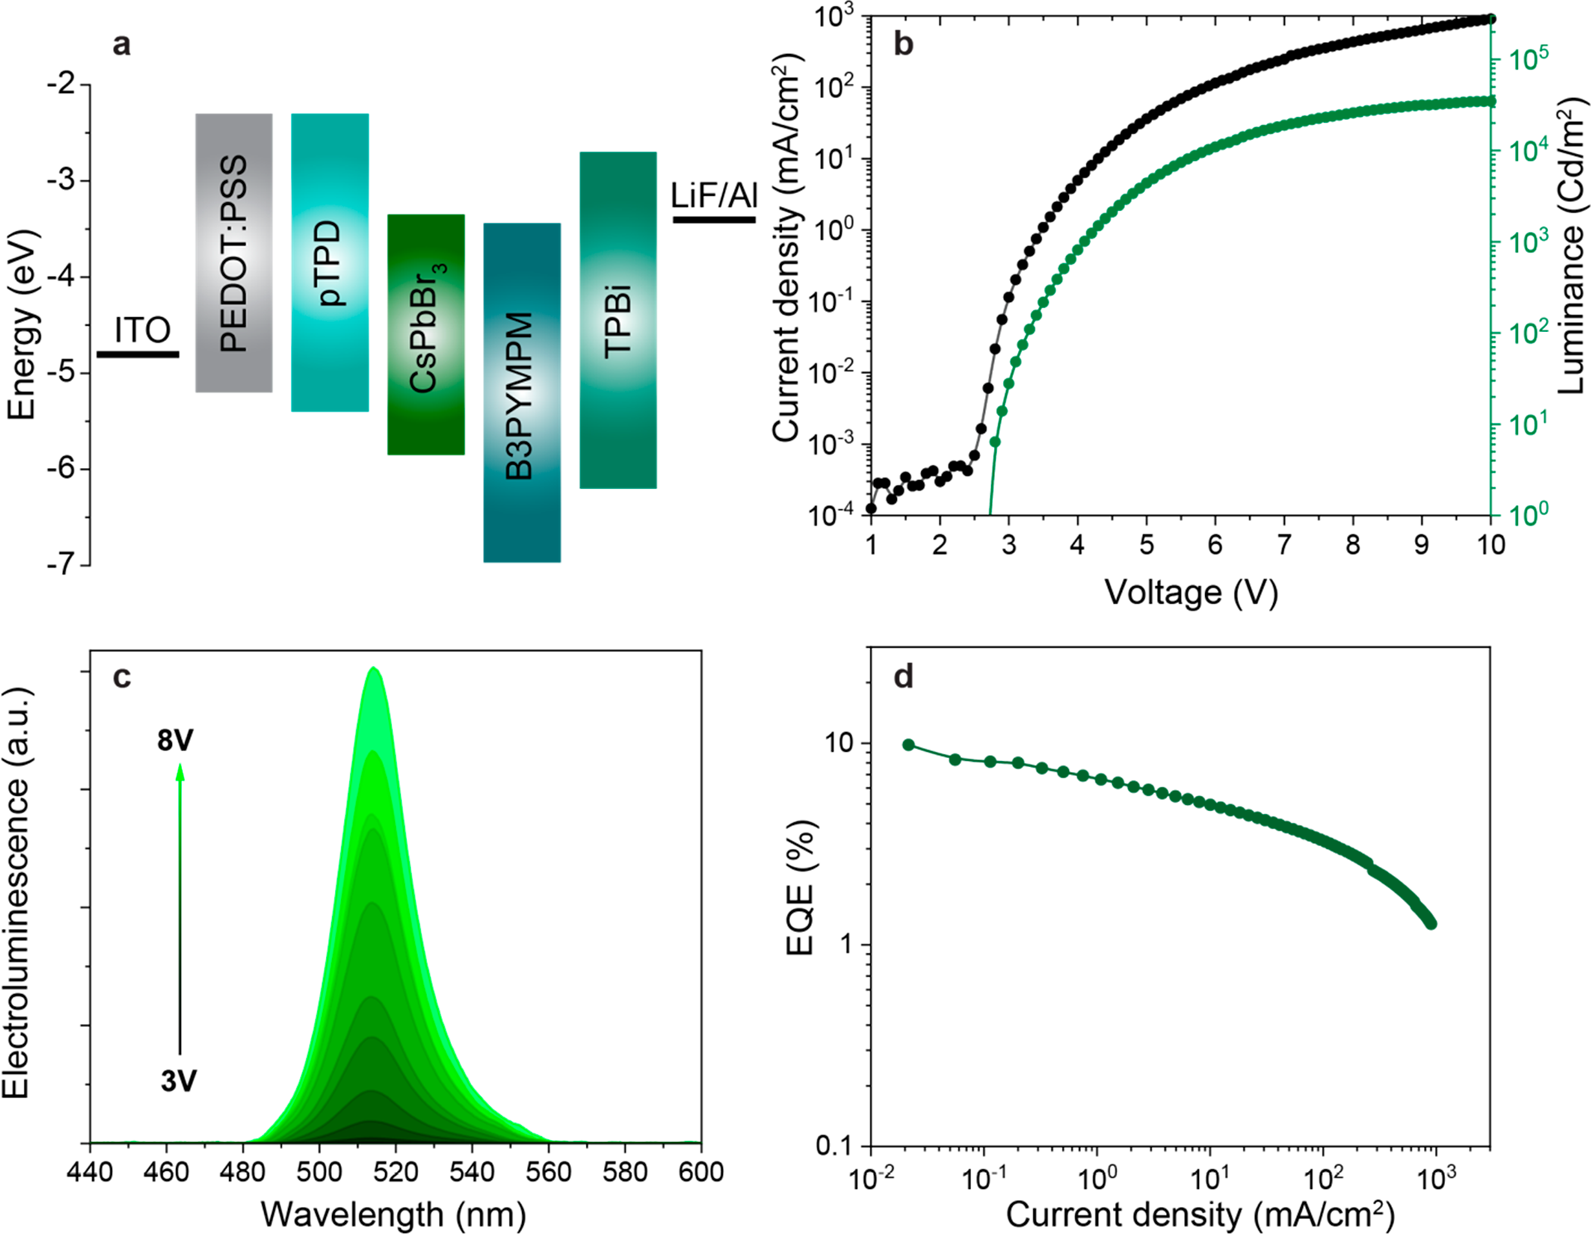 a
Energy (eV)
-2
-3
-4
-5
-6
-7
ITO
PEDOT:PSS
pTPD
CsPbBr3
B3PYMPM
TPBi
LiF/Al
b
Current density (mA/cm²)
10³
10²
10¹
10⁰
10⁻¹
10⁻²
10⁻³
10⁻⁴
1 2 3 4 5 6 7 8 9 10
Voltage (V)
10⁵
10⁴
10³
10²
10¹
10⁰
Luminance (Cd/m²)
c
Electroluminescence (a.u.)
8V
3V
440 460 480 500 520 540 560 580 600
Wavelength (nm)
d
EQE (%)
10
1
0.1
10⁻² 10⁻¹ 10⁰ 10¹ 10² 10³
Current density (mA/cm²)